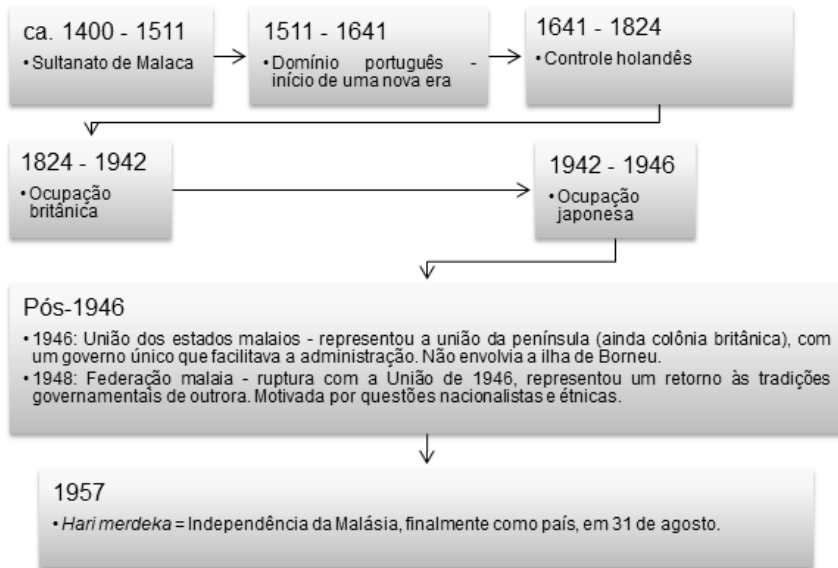 ca. 1400 - 1511
• Sultanato de Malaca
1511 - 1641
• Domínio português -
início de uma nova era
1641 - 1824
• Controle holandês
1824 - 1942
• Ocupação
britânica
1942 - 1946
• Ocupação
japonesa
Pós-1946
• 1946: União dos estados malaios - representou a união da península (ainda colônia britânica), com
um governo único que facilitava a administração. Não envolvia a ilha de Borneu.
• 1948: Federação malaia - ruptura com a União de 1946, representou um retorno às tradições
governamentais de outrora. Motivada por questões nacionalistas e étnicas.
1957
• Hari merdeka = Independência da Malásia, finalmente como país, em 31 de agosto.